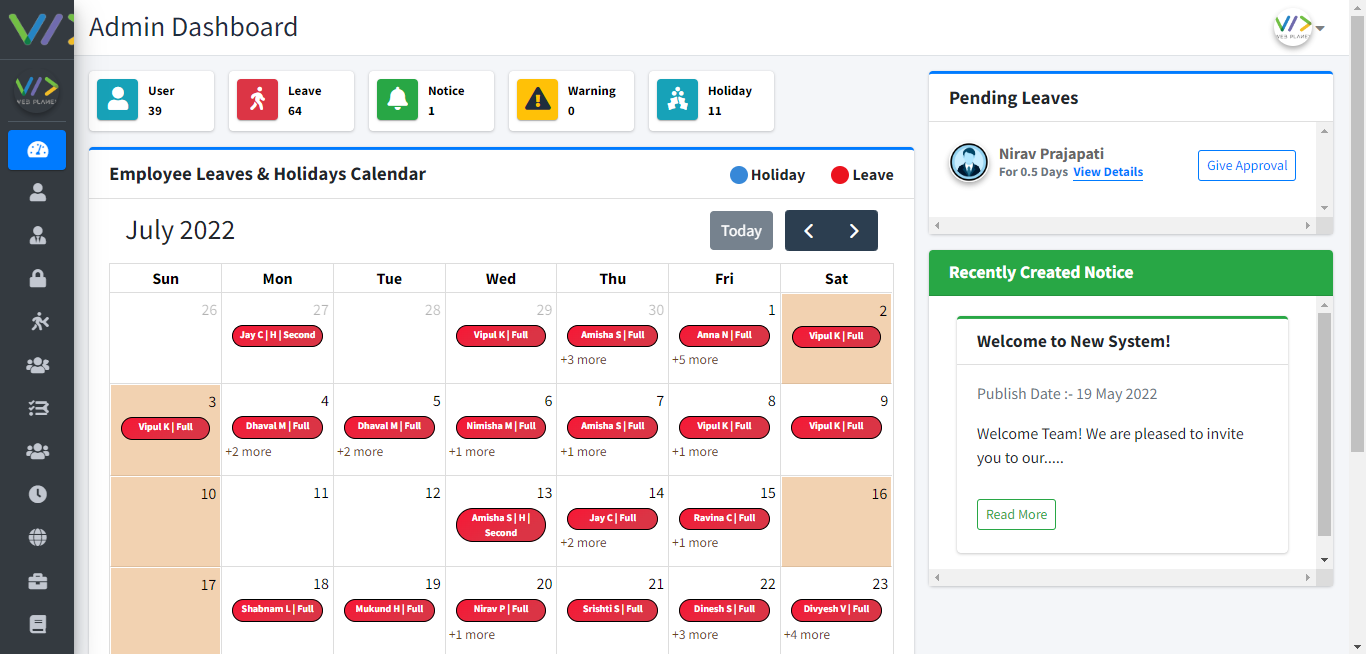 Admin Dashboard
WEB PLANET
WEB PLANET
User
39
Leave
64
Notice
1
Warning
0
Holiday
11
Employee Leaves & Holidays Calendar
Holiday
Leave
July 2022
Today
Sun Mon Tue Wed Thu Fri Sat
26 27 28 29 30 1 2
Jay C | H | Second Vipul K | Full Amisha S | Full Anna N | Full Vipul K | Full
+3 more +5 more
3 4 5 6 7 8 9
Vipul K | Full Dhaval M | Full Dhaval M | Full Nimisha M | Full Amisha S | Full Vipul K | Full Vipul K | Full
+2 more +2 more +1 more +1 more +1 more
10 11 12 13 14 15 16
Amisha S | H | Second Jay C | Full Ravina C | Full
+2 more +1 more
17 18 19 20 21 22 23
Shabnam L | Full Mukund H | Full Nirav P | Full Srishti S | Full Dinesh S | Full Divyesh V | Full
+1 more +3 more +4 more
Pending Leaves
Nirav Prajapati
For 0.5 Days View Details
Give Approval
Recently Created Notice
Welcome to New System!
Publish Date :- 19 May 2022
Welcome Team! We are pleased to invite
you to our.....
Read More